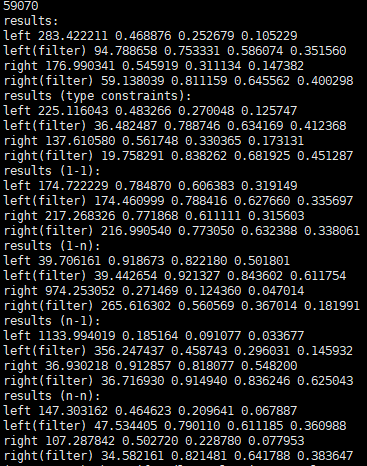 59070
results:
left 283.422211 0.468876 0.252679 0.105229
left(filter) 94.788658 0.753331 0.586074 0.351560
right 176.990341 0.545919 0.311134 0.147382
right(filter) 59.138039 0.811159 0.645562 0.400298
results (type constraints):
left 225.116043 0.483266 0.270048 0.125747
left(filter) 36.482487 0.788746 0.634169 0.412368
right 137.610580 0.561748 0.330365 0.173131
right(filter) 19.758291 0.838262 0.681925 0.451287
results (1-1):
left 174.722229 0.784870 0.606383 0.319149
left(filter) 174.460999 0.788416 0.627660 0.335697
right 217.268326 0.771868 0.611111 0.315603
right(filter) 216.990540 0.773050 0.632388 0.338061
results (1-n):
left 39.706161 0.918673 0.822180 0.501801
left(filter) 39.442654 0.921327 0.843602 0.611754
right 974.253052 0.271469 0.124360 0.047014
right(filter) 265.616302 0.560569 0.367014 0.181991
results (n-1):
left 1133.994019 0.185164 0.091077 0.033677
left(filter) 356.247437 0.458743 0.296031 0.145932
right 36.930218 0.912857 0.818077 0.548200
right(filter) 36.716930 0.914940 0.836246 0.625043
results (n-n):
left 147.303162 0.464623 0.209641 0.067887
left(filter) 47.534405 0.790110 0.611185 0.360988
right 107.287842 0.502720 0.228780 0.077953
right(filter) 34.582161 0.821481 0.641788 0.383647